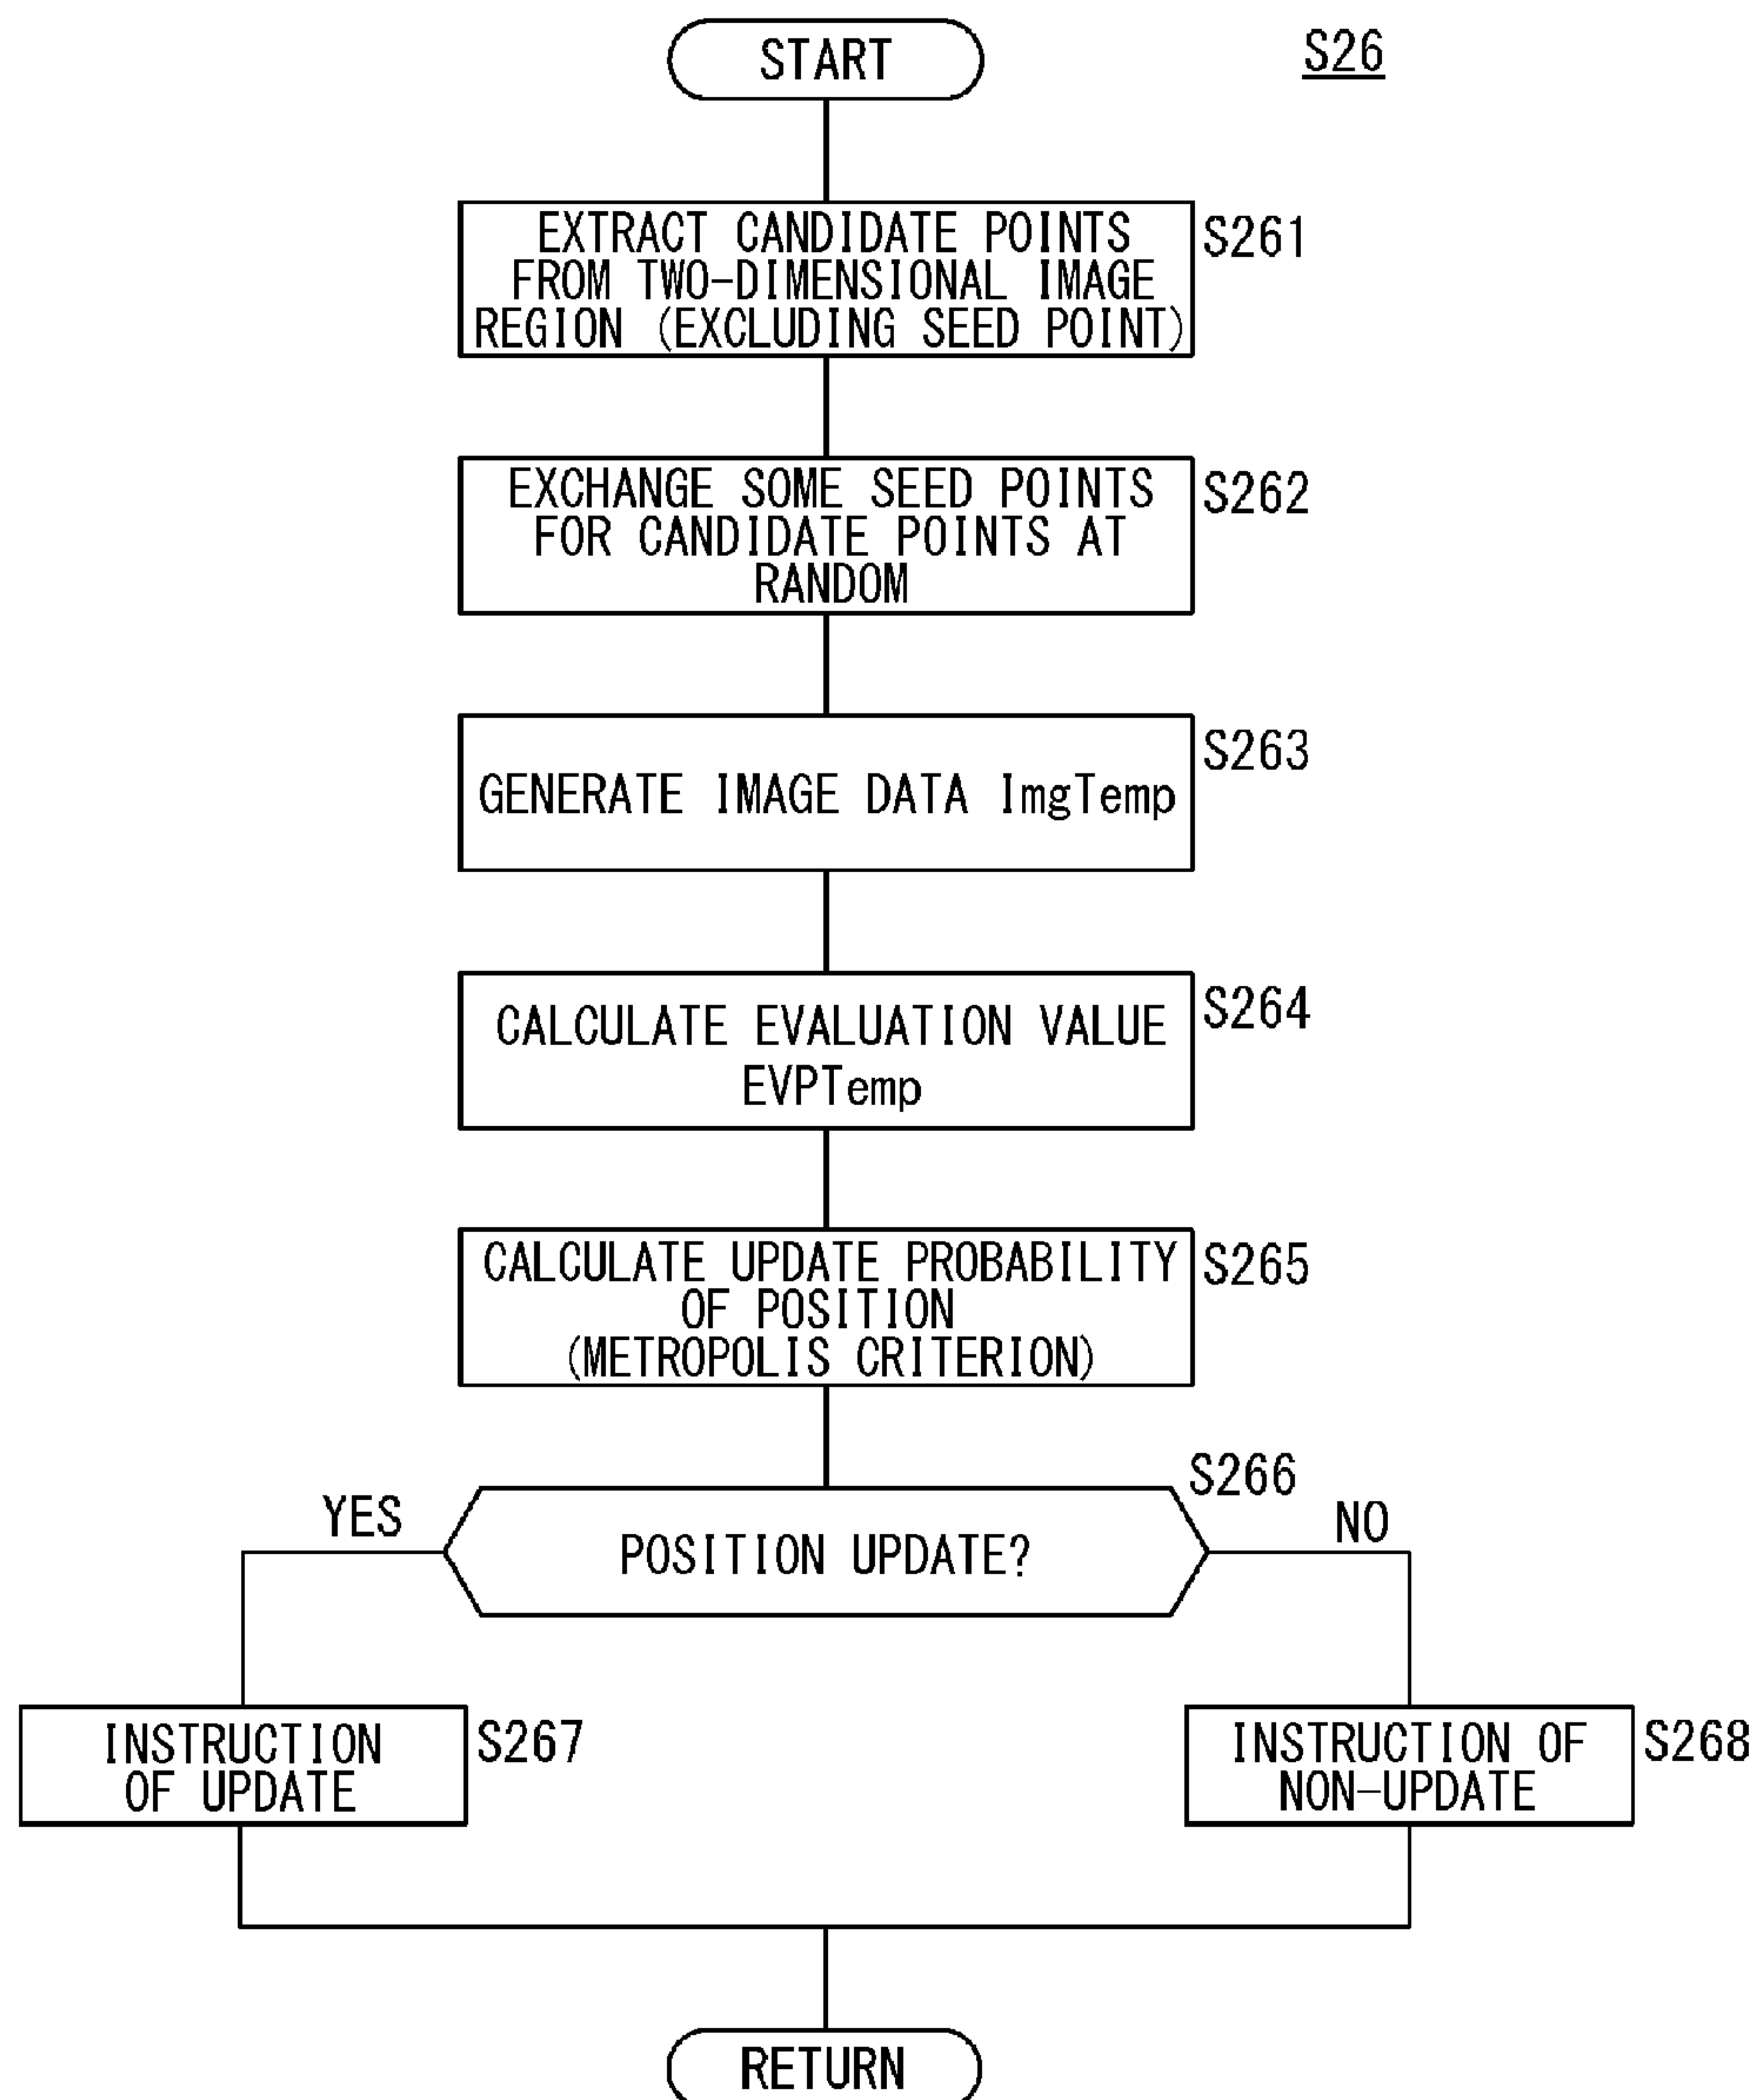 START
S26
EXTRACT CANDIDATE POINTS
FROM TWO-DIMENSIONAL IMAGE
REGION (EXCLUDING SEED POINT)
S261
EXCHANGE SOME SEED POINTS
FOR CANDIDATE POINTS AT
RANDOM
S262
GENERATE IMAGE DATA ImgTemp
S263
CALCULATE EVALUATION VALUE
EVPTemp
S264
CALCULATE UPDATE PROBABILITY
OF POSITION
(METROPOLIS CRITERION)
S265
POSITION UPDATE?
S266
YES
NO
INSTRUCTION
OF UPDATE
S267
INSTRUCTION OF
NON-UPDATE
S268
RETURN